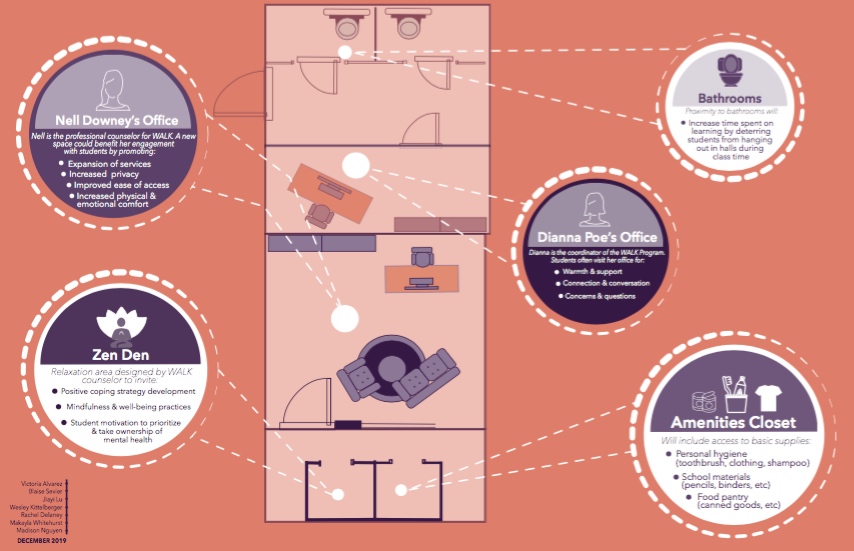 Nell Downey's Office
Nell is the professional counselor for WALK. A new
space could benefit her engagement
with students by promoting:
• Expansion of services
• Increased privacy
• Improved ease of access
• Increased physical &
emotional comfort
Bathrooms
Proximity to bathrooms will:
• Increase time spent on
learning by deterring
students from hanging
out in halls during
class time
Dianna Poe's Office
Dianna is the coordinator of the WALK Program.
Students often visit her office for:
• Warmth & support
• Connection & conversation
• Concerns & questions
Zen Den
Relaxation area designed by WALK
counselor to invite:
• Positive coping strategy development
• Mindfulness & well-being practices
• Student motivation to prioritize
& take ownership of
mental health
Amenities Closet
Will include access to basic supplies:
• Personal hygiene
(toothbrush, clothing, shampoo)
• School materials
(pencils, binders, etc)
• Food pantry
(canned goods, etc)
Victoria Alvarez
Blaise Sevier
Jiayi Lu
Wesley Kittelberger
Rachel Delaney
Makayla Whitehurst
Madison Nguyen
DECEMBER 2019